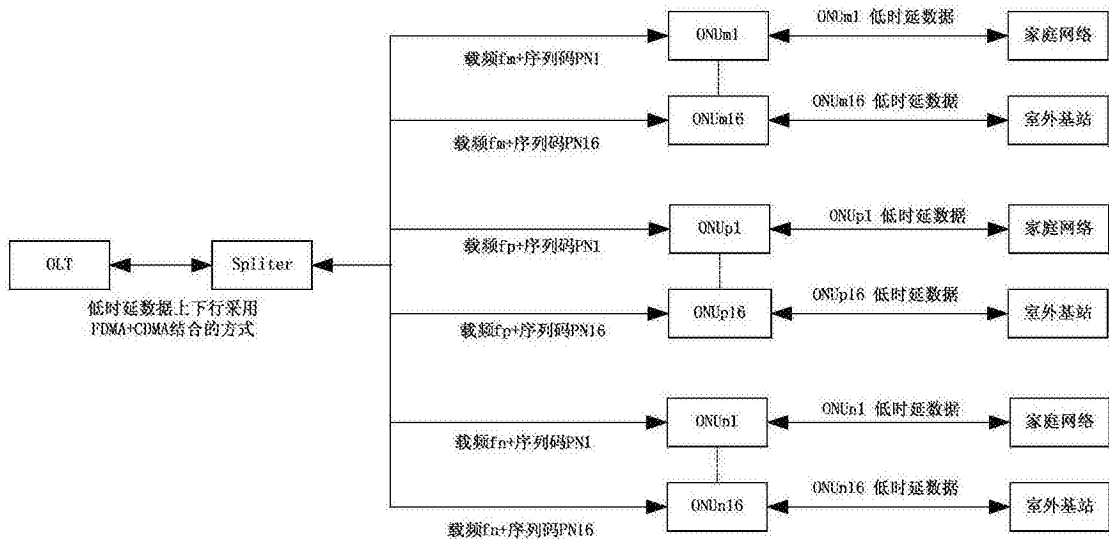 ONUm1 低时延数据
ONUm1
家庭网络
载频fm+序列码PN1
ONUm16 低时延数据
ONUm16
室外基站
载频fm+序列码PN16
ONUp1 低时延数据
ONUp1
家庭网络
载频fp+序列码PN1
OLT
Spliter
低时延数据上下行采用
FDMA+CDMA结合的方式
ONUp16 低时延数据
ONUp16
室外基站
载频fp+序列码PN16
ONUn1 低时延数据
ONUn1
家庭网络
载频fn+序列码PN1
ONUn16 低时延数据
ONUn16
室外基站
载频fn+序列码PN16